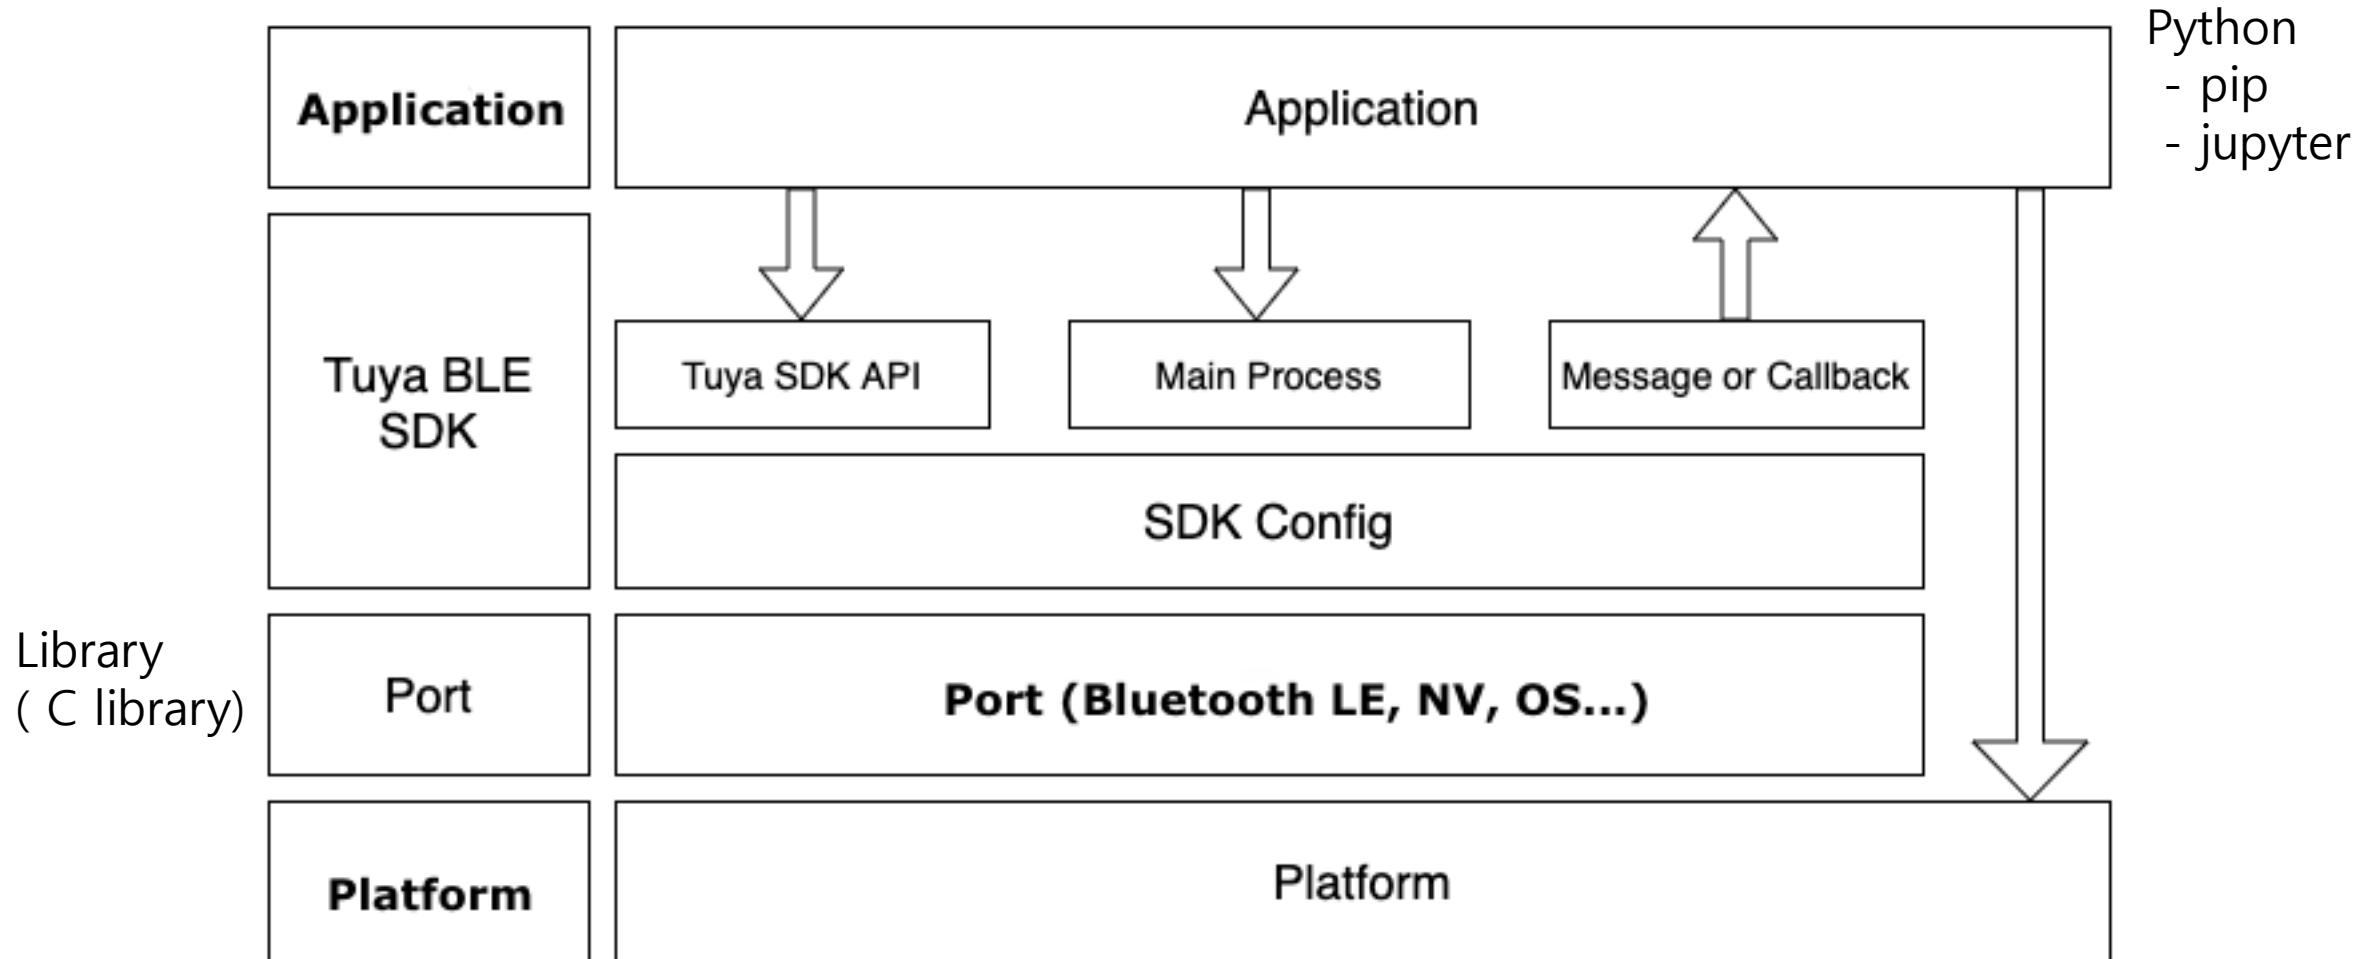 Python
- pip
- jupyter
Application
Application
Tuya BLE
SDK
Tuya SDK API
Main Process
Message or Callback
SDK Config
Library
( C library)
Port
Port (Bluetooth LE, NV, OS...)
Platform
Platform